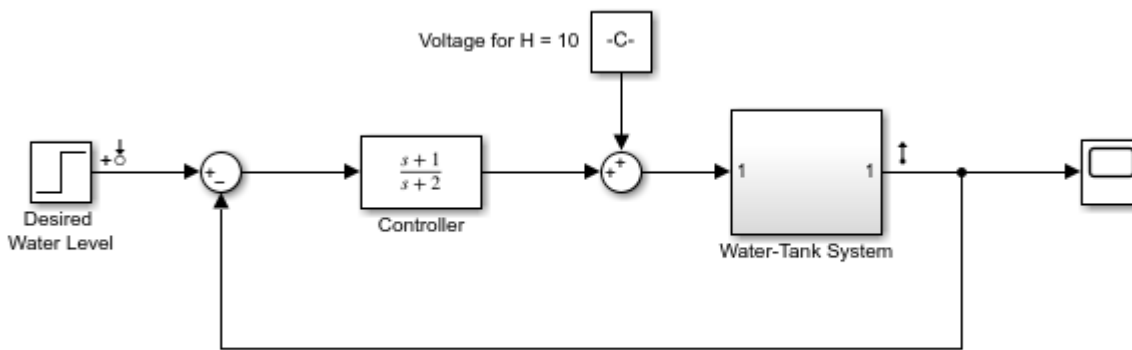 Voltage for H = 10
-C-
+
+
−
s + 1
s + 2
+
+
1
1
Desired
Water Level
Controller
Water-Tank System